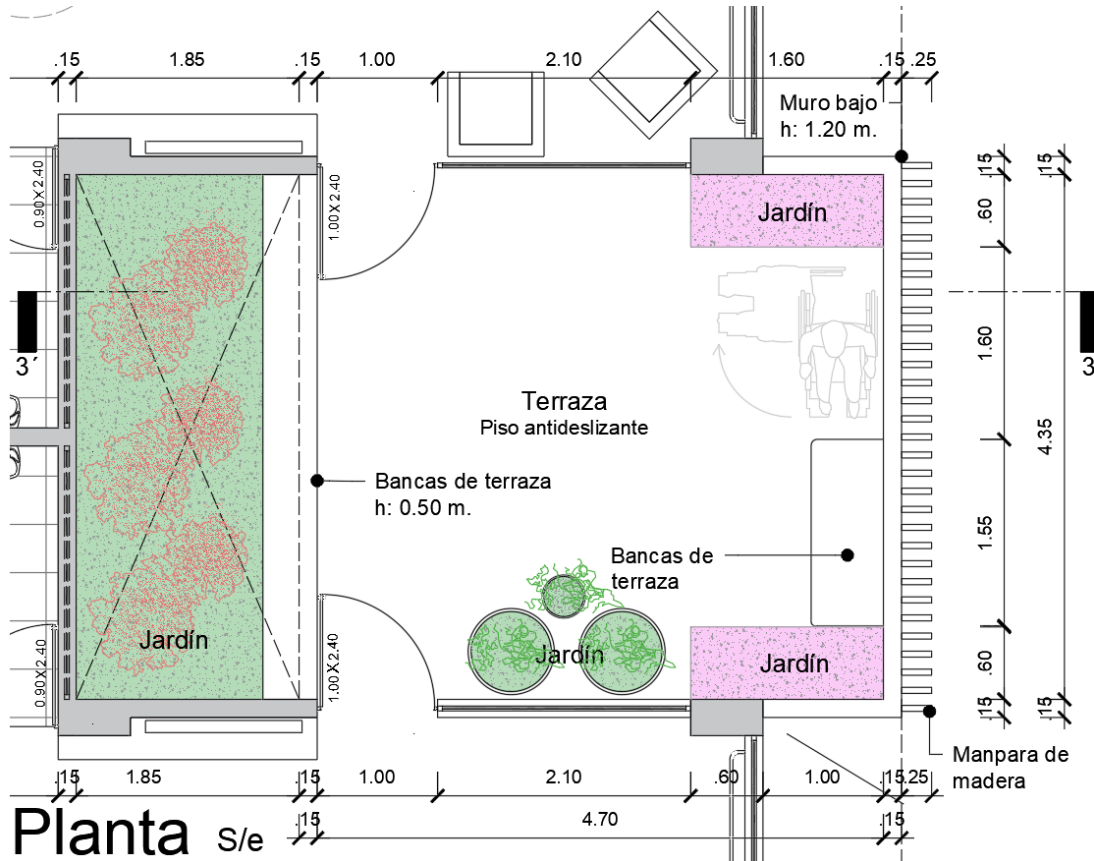 .15 1.85 .15 1.00 2.10 1.60 .15 .25
Muro bajo
h: 1.20 m.
0.90X2.40
1.00X2.40
Jardín
.15
.60
1.60
1.55
.60
.15
.15
4.35
.15
3´
3
Terraza
Piso antideslizante
Bancas de terraza
h: 0.50 m.
Bancas de
terraza
Jardín
Jardín
Jardín
0.90X2.40
1.00X2.40
Manpara de
madera
.15 1.85 .15 1.00 2.10 .60 1.00 .15 .25
4.70 .15
Planta S/e